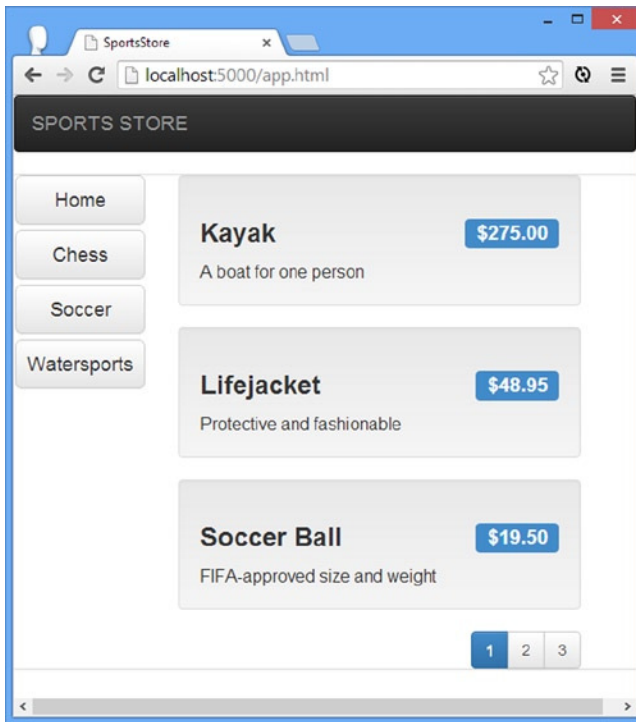 SportsStore
localhost:5000/app.html
SPORTS STORE
Home
Chess
Soccer
Watersports
Kayak $275.00
A boat for one person
Lifejacket $48.95
Protective and fashionable
Soccer Ball $19.50
FIFA-approved size and weight
1 2 3